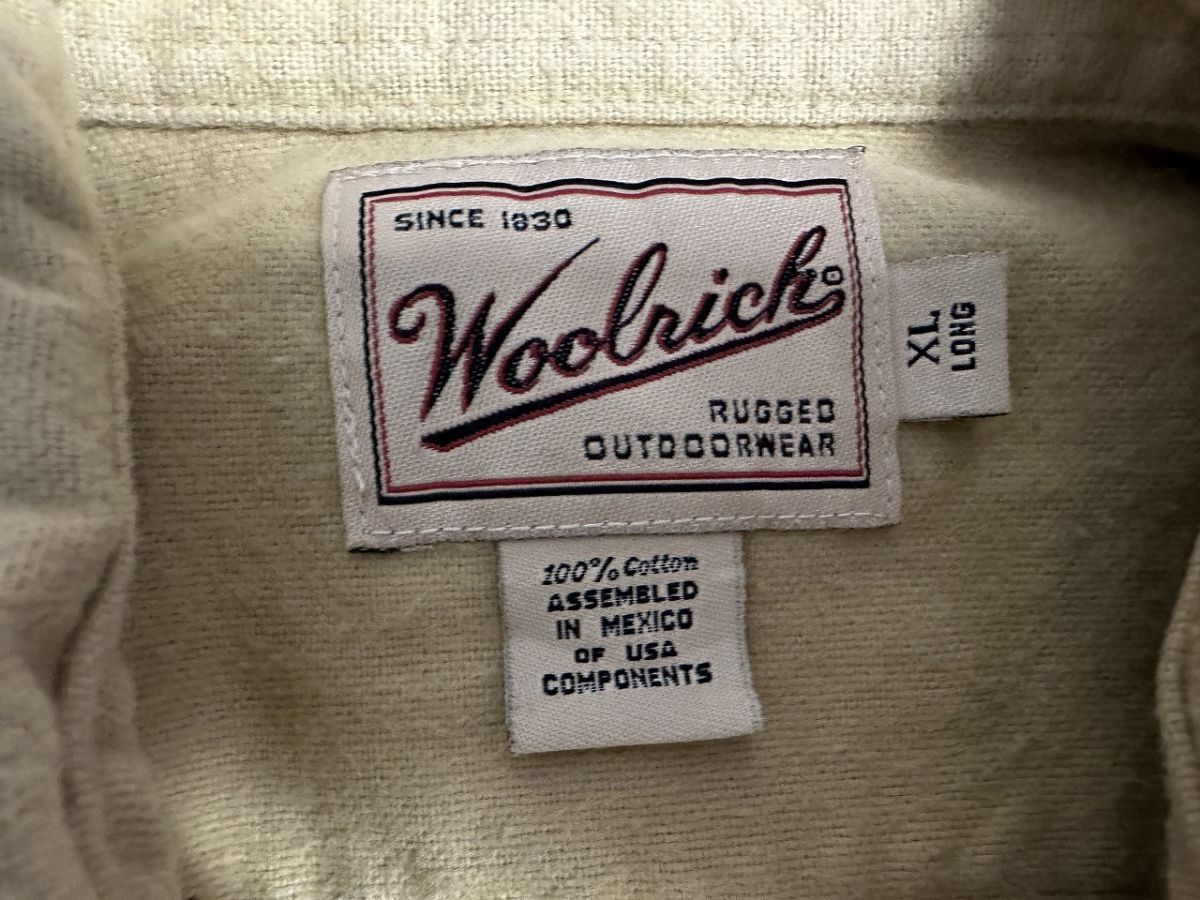 SINCE 1830
Woolrich
RUGGED
OUTDOORWEAR
XL
LONG
100% Cotton
ASSEMBLED
IN MEXICO
OF USA
COMPONENTS